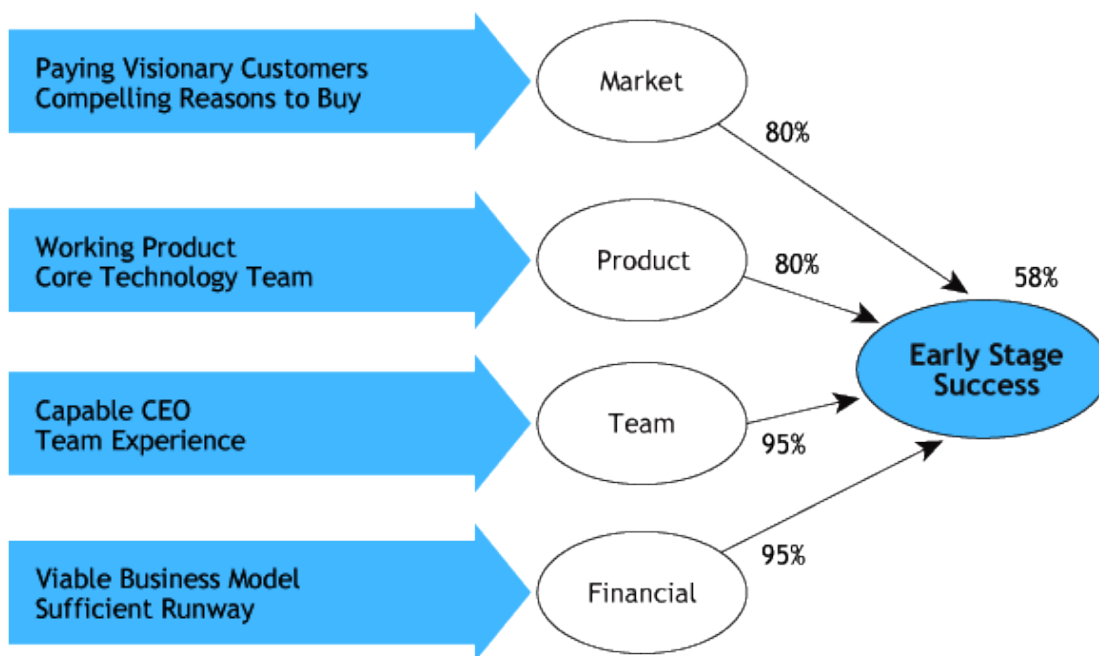 Paying Visionary Customers
Compelling Reasons to Buy
Market
80%
Working Product
Core Technology Team
Product
80%
58%
Early Stage
Success
Capable CEO
Team Experience
Team
95%
Viable Business Model
Sufficient Runway
Financial
95%